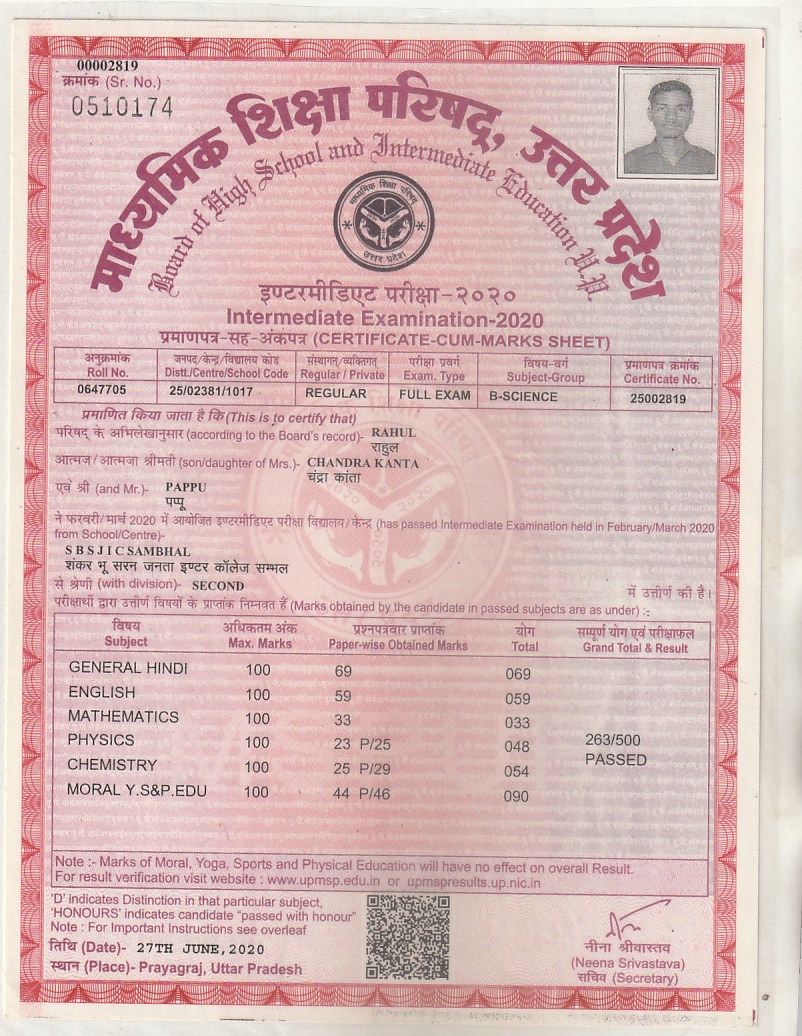 00002819
क्रमांक (Sr. No.)
0510174
माध्यमिक शिक्षा परिषद्, उत्तर प्रदेश
Board of High School and Intermediate Education U.P.
माध्यमिक शिक्षा परिषद्
उत्तर प्रदेश
इण्टरमीडिएट परीक्षा-२०२०
Intermediate Examination-2020
प्रमाणपत्र-सह-अंकपत्र (CERTIFICATE-CUM-MARKS SHEET)
अनुक्रमांक जनपद/केन्द्र/विद्यालय कोड संस्थागत/व्यक्तिगत् परीक्षा प्रवर्ग विषय-वर्ग प्रमाणपत्र क्रमांक
Roll No. Distt./Centre/School Code Regular / Private Exam. Type Subject-Group Certificate No.
0647705 25/02381/1017 REGULAR FULL EXAM B-SCIENCE 25002819
प्रमाणित किया जाता है कि (This is to certify that)
परिषद् के अभिलेखानुसार (according to the Board's record)- RAHUL
राहुल
आत्मज/आत्मजा श्रीमती (son/daughter of Mrs.)- CHANDRA KANTA
चंद्रा कांता
एवं श्री (and Mr.)- PAPPU
पप्पू
ने फरवरी/मार्च 2020 में आयोजित इण्टरमीडिएट परीक्षा विद्यालय/केन्द्र (has passed Intermediate Examination held in February/March 2020
from School/Centre)-
S B S J I C SAMBHAL
शंकर भू सरन जनता इण्टर कॉलेज सम्भल
से श्रेणी (with division)- SECOND में उत्तीर्ण की है।
परीक्षार्थी द्वारा उत्तीर्ण विषयों के प्राप्तांक निम्नवत हैं (Marks obtained by the candidate in passed subjects are as under) :-
विषय अधिकतम अंक प्रश्नपत्रवार प्राप्तांक योग सम्पूर्ण योग एवं परीक्षाफल
Subject Max. Marks Paper-wise Obtained Marks Total Grand Total & Result
GENERAL HINDI 100 69 069
ENGLISH 100 59 059
MATHEMATICS 100 33 033
PHYSICS 100 23 P/25 048 263/500
CHEMISTRY 100 25 P/29 054 PASSED
MORAL Y.S&P.EDU 100 44 P/46 090
Note :- Marks of Moral, Yoga, Sports and Physical Education will have no effect on overall Result.
For result verification visit website : www.upmsp.edu.in or upmspresults.up.nic.in
'D' indicates Distinction in that particular subject,
'HONOURS' indicates candidate "passed with honour"
Note : For Important Instructions see overleaf
तिथि (Date)- 27TH JUNE,2020
स्थान (Place)- Prayagraj, Uttar Pradesh
नीना श्रीवास्तव
(Neena Srivastava)
सचिव (Secretary)